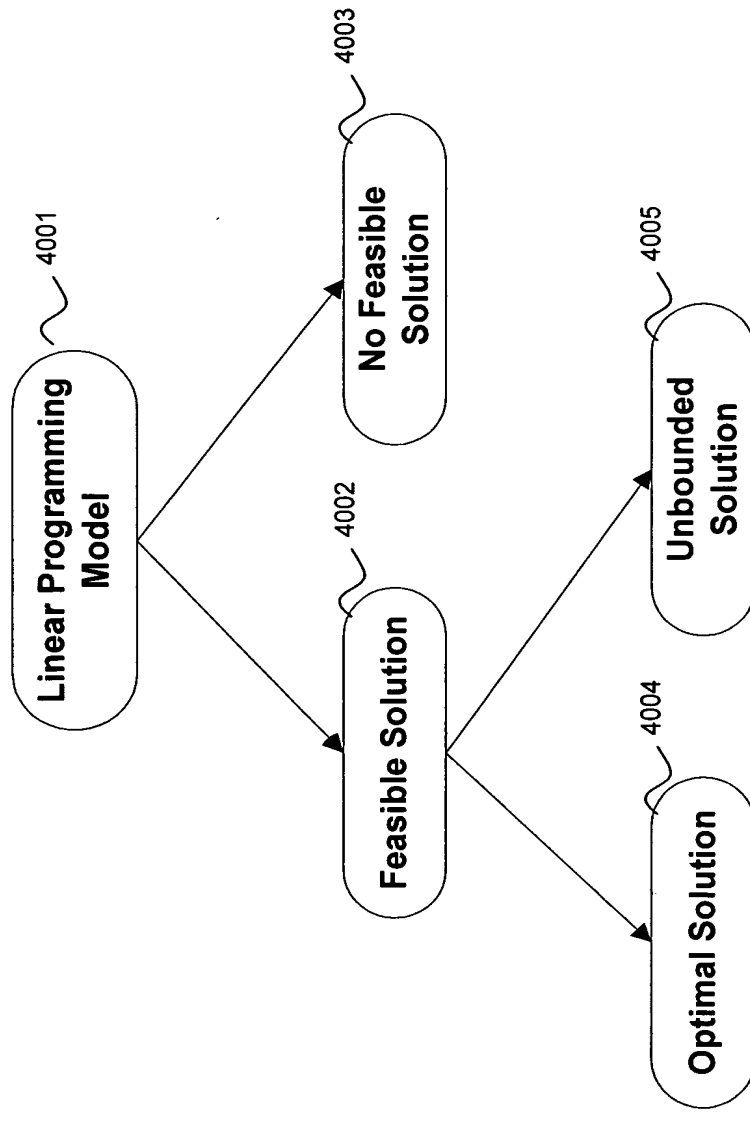 Linear Programming
Model
4001
Feasible Solution
4002
No Feasible
Solution
4003
Optimal Solution
4004
Unbounded
Solution
4005